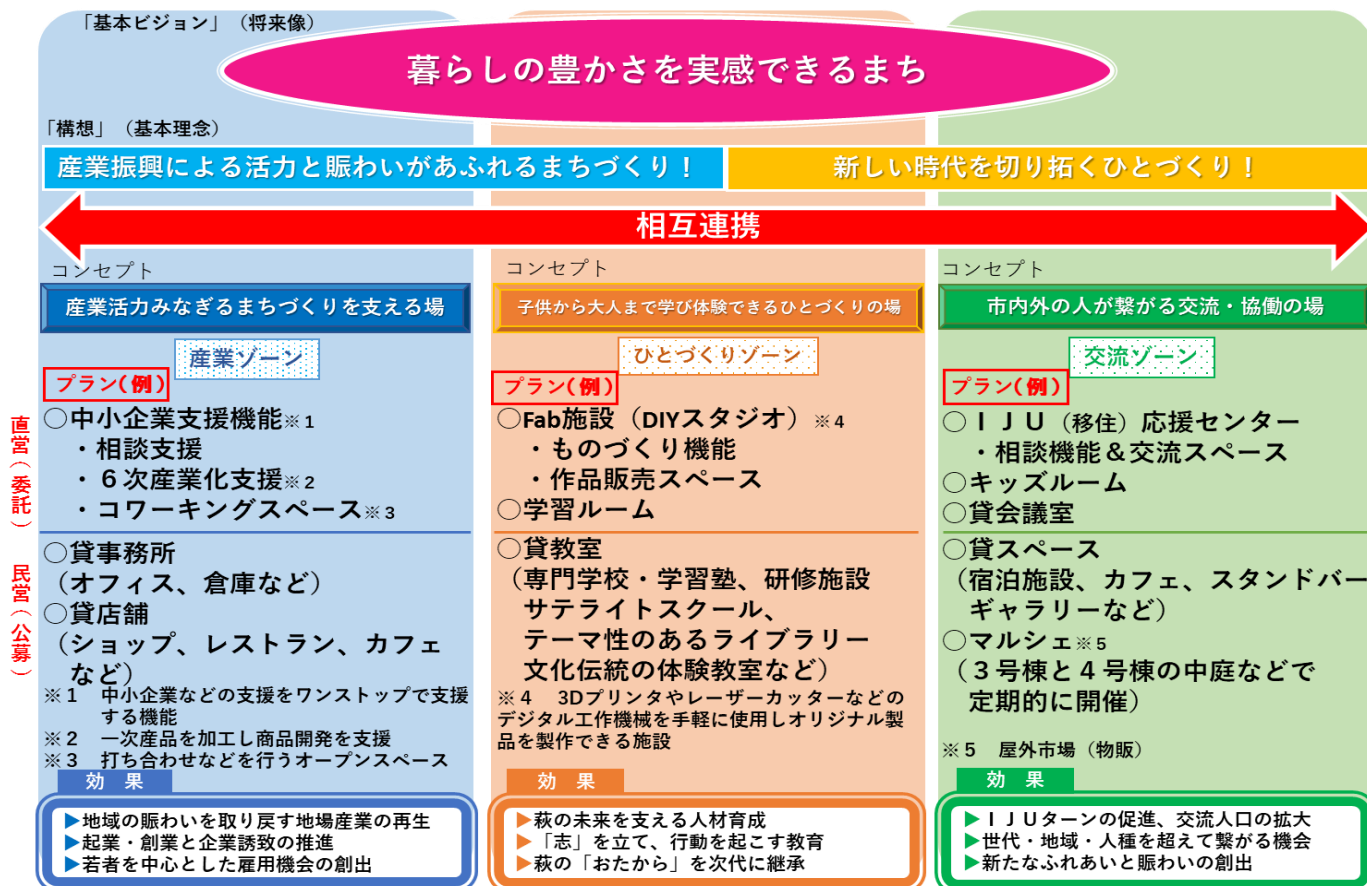 「基本ビジョン」（将来像）
暮らしの豊かさを実感できるまち
「構想」（基本理念）
産業振興による活力と賑わいがあふれるまちづくり！
新しい時代を切り拓くひとづくり！
相互連携
コンセプト
産業活力みなぎるまちづくりを支える場
産業ゾーン
プラン(例)
直営（委託）
○中小企業支援機能※1
・相談支援
・６次産業化支援※2
・コワーキングスペース※3
民営（公募）
○貸事務所
（オフィス、倉庫など）
○貸店舗
（ショップ、レストラン、カフェ
など）
※１　中小企業などの支援をワンストップで支援
する機能
※２　一次産品を加工し商品開発を支援
※３　打ち合わせなどを行うオープンスペース
効　果
▶地域の賑わいを取り戻す地場産業の再生
▶起業・創業と企業誘致の推進
▶若者を中心とした雇用機会の創出
コンセプト
子供から大人まで学び体験できるひとづくりの場
ひとづくりゾーン
プラン(例)
○Fab施設（DIYスタジオ）※4
・ものづくり機能
・作品販売スペース
○学習ルーム
○貸教室
（専門学校・学習塾、研修施設
サテライトスクール、
テーマ性のあるライブラリー
文化伝統の体験教室など）
※４　3Dプリンタやレーザーカッターなどの
デジタル工作機械を手軽に使用しオリジナル製
品を製作できる施設
効　果
▶萩の未来を支える人材育成
▶「志」を立て、行動を起こす教育
▶萩の「おたから」を次代に継承
コンセプト
市内外の人が繋がる交流・協働の場
交流ゾーン
プラン(例)
○ＩＪＵ（移住）応援センター
・相談機能＆交流スペース
○キッズルーム
○貸会議室
○貸スペース
（宿泊施設、カフェ、スタンドバー
ギャラリーなど）
○マルシェ※5
（３号棟と４号棟の中庭などで
定期的に開催）
※５　屋外市場（物販）
効　果
▶ＩＪＵターンの促進、交流人口の拡大
▶世代・地域・人種を超えて繋がる機会
▶新たなふれあいと賑わいの創出